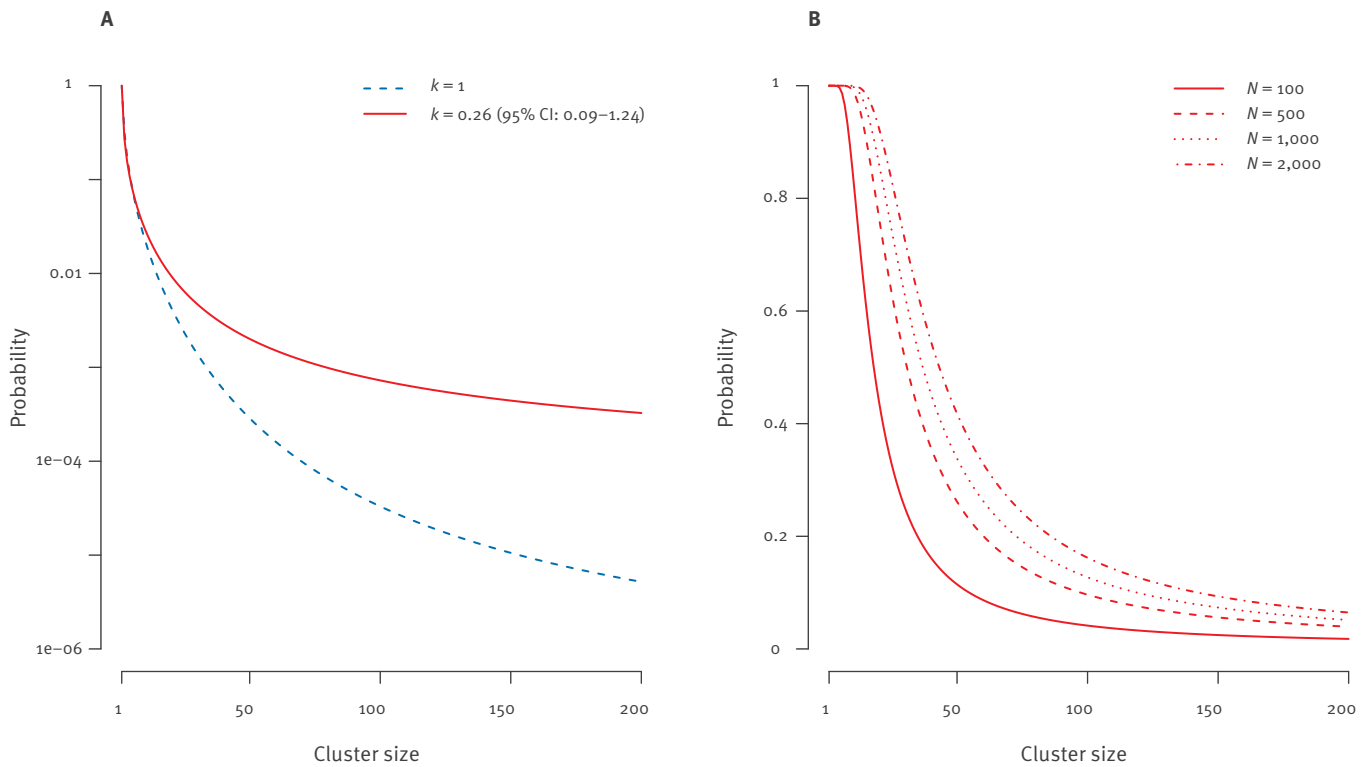 A
B
k = 1
k = 0.26 (95% CI: 0.09–1.24)
1
0.01
1e−04
1e−06
Probability
1
50
100
150
200
Cluster size
N = 100
N = 500
N = 1,000
N = 2,000
1
0.8
0.6
0.4
0.2
0
Probability
1
50
100
150
200
Cluster size